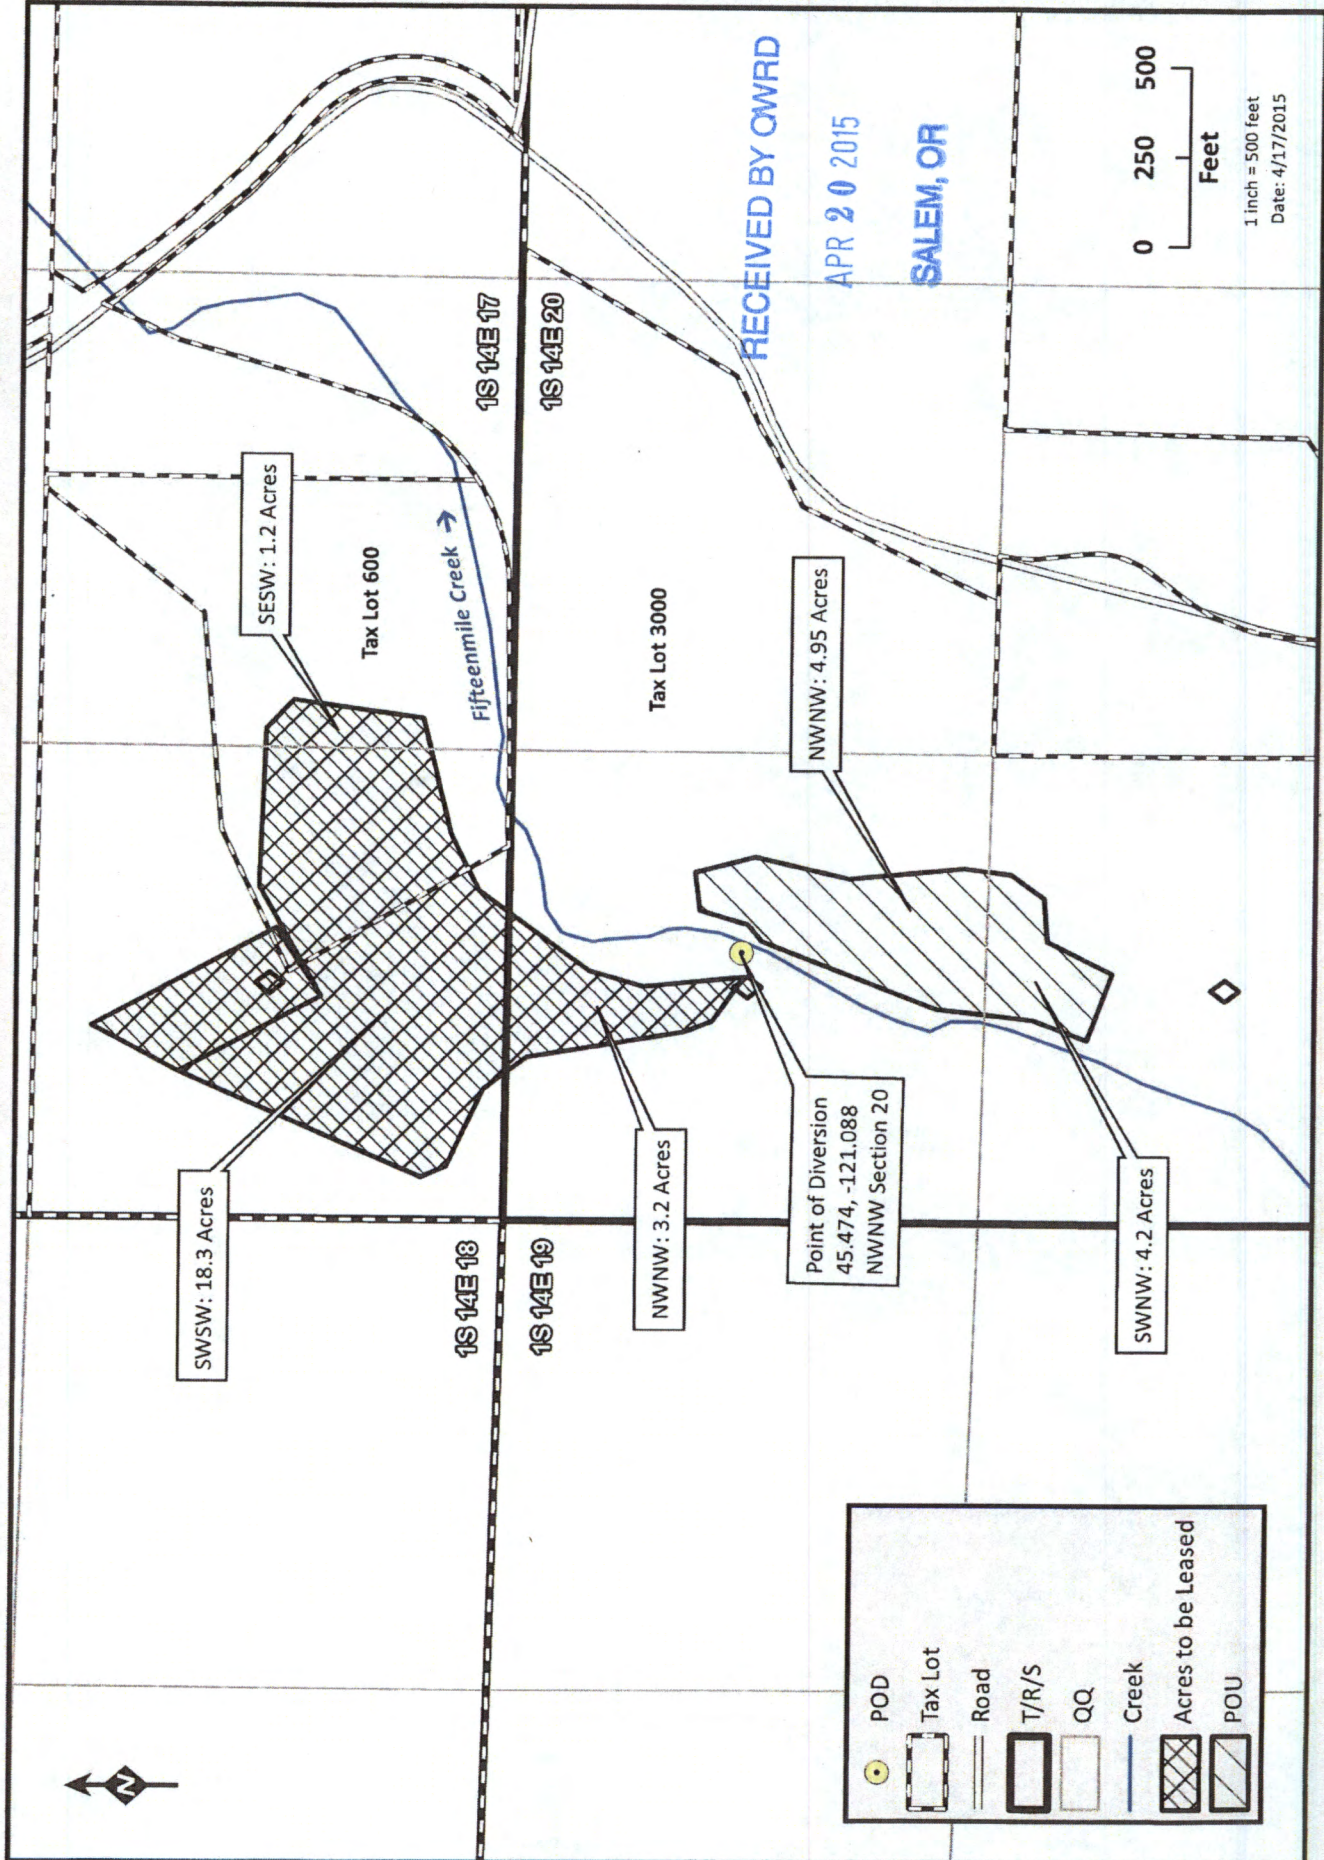 N
SWSW: 18.3 Acres
SESW: 1.2 Acres
Tax Lot 600
Fifteenmile Creek →
1S 14E 18
1S 14E 17
1S 14E 19
1S 14E 20
NWNW: 3.2 Acres
Tax Lot 3000
Point of Diversion
45.474, -121.088
NWNW Section 20
NWNW: 4.95 Acres
SWNW: 4.2 Acres
RECEIVED BY OWRD
APR 20 2015
SALEM, OR
POD
Tax Lot
Road
T/R/S
QQ
Creek
Acres to be Leased
POU
0 250 500
Feet
1 inch = 500 feet
Date: 4/17/2015